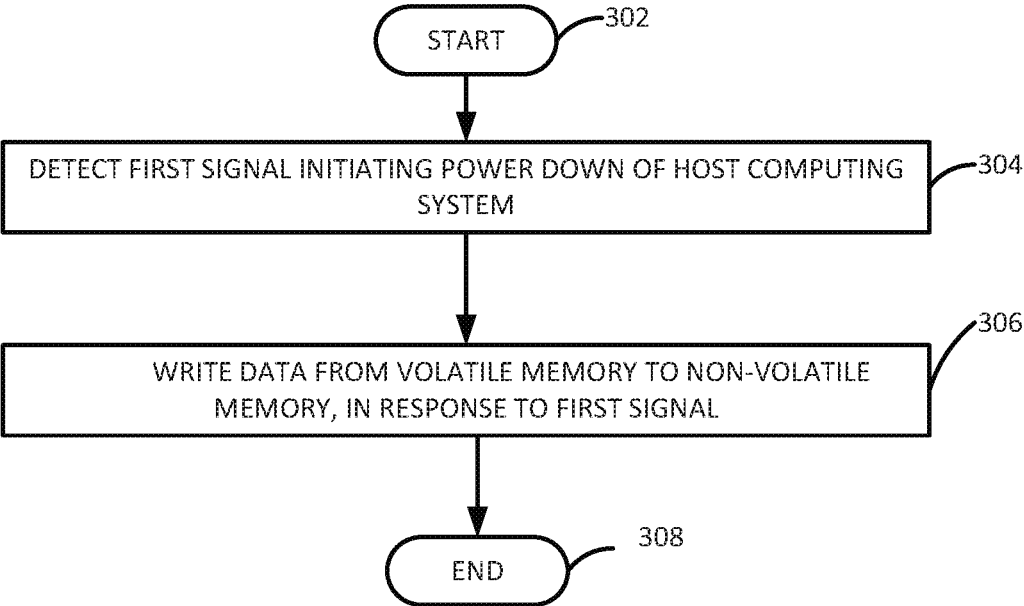 START
302
DETECT FIRST SIGNAL INITIATING POWER DOWN OF HOST COMPUTING
SYSTEM
304
WRITE DATA FROM VOLATILE MEMORY TO NON-VOLATILE
MEMORY, IN RESPONSE TO FIRST SIGNAL
306
END
308